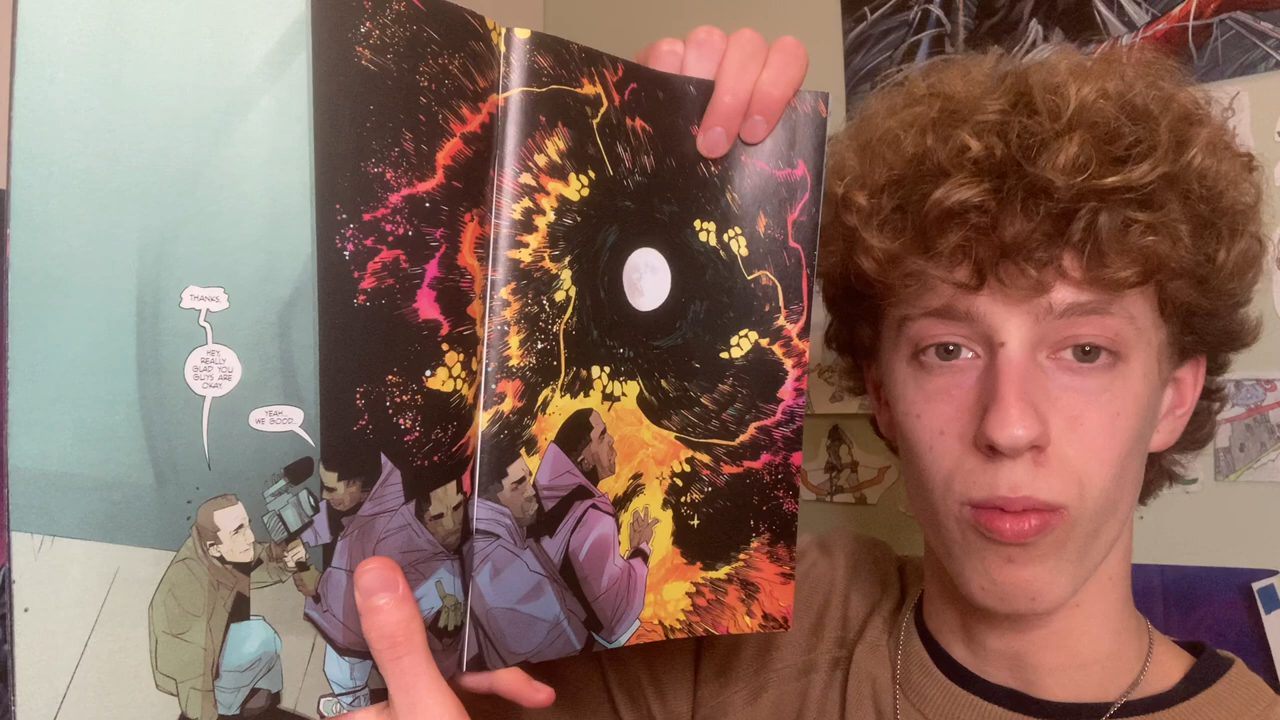 THANKS.
HEY,
REALLY
GLAD YOU
GUYS ARE
OKAY.
YEAH...
WE GOOD...